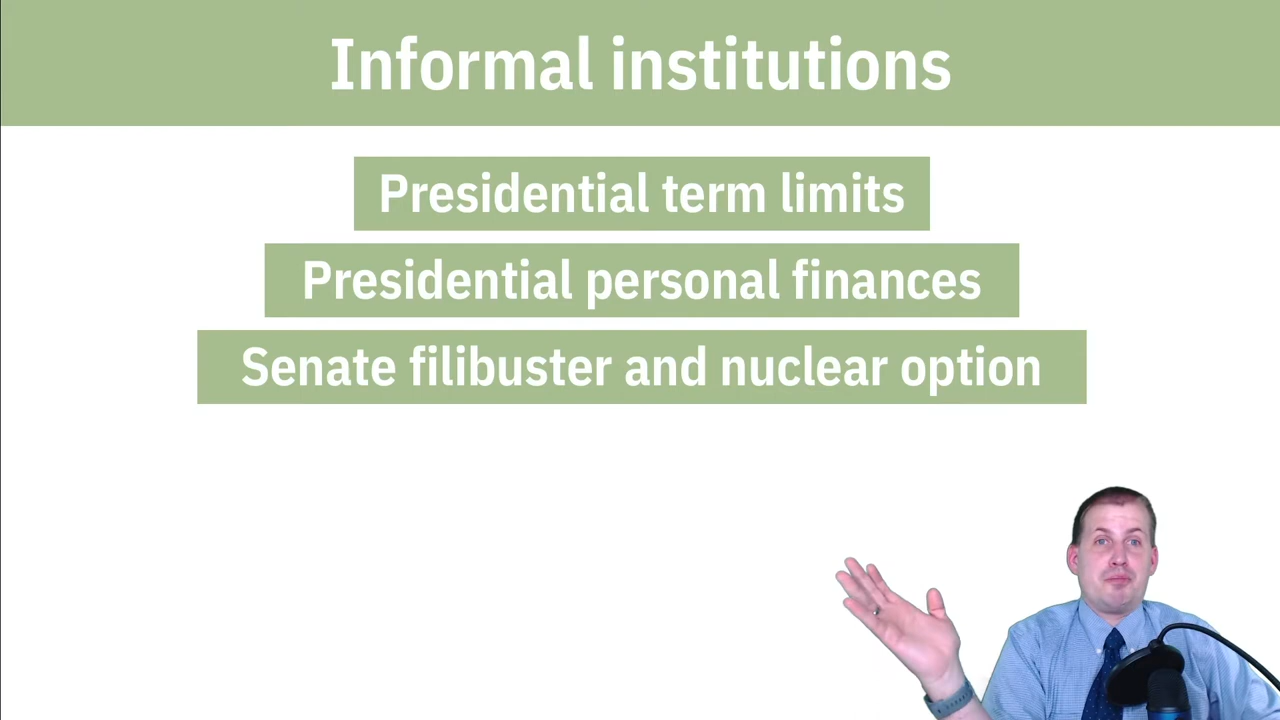 Informal institutions
Presidential term limits
Presidential personal finances
Senate filibuster and nuclear option